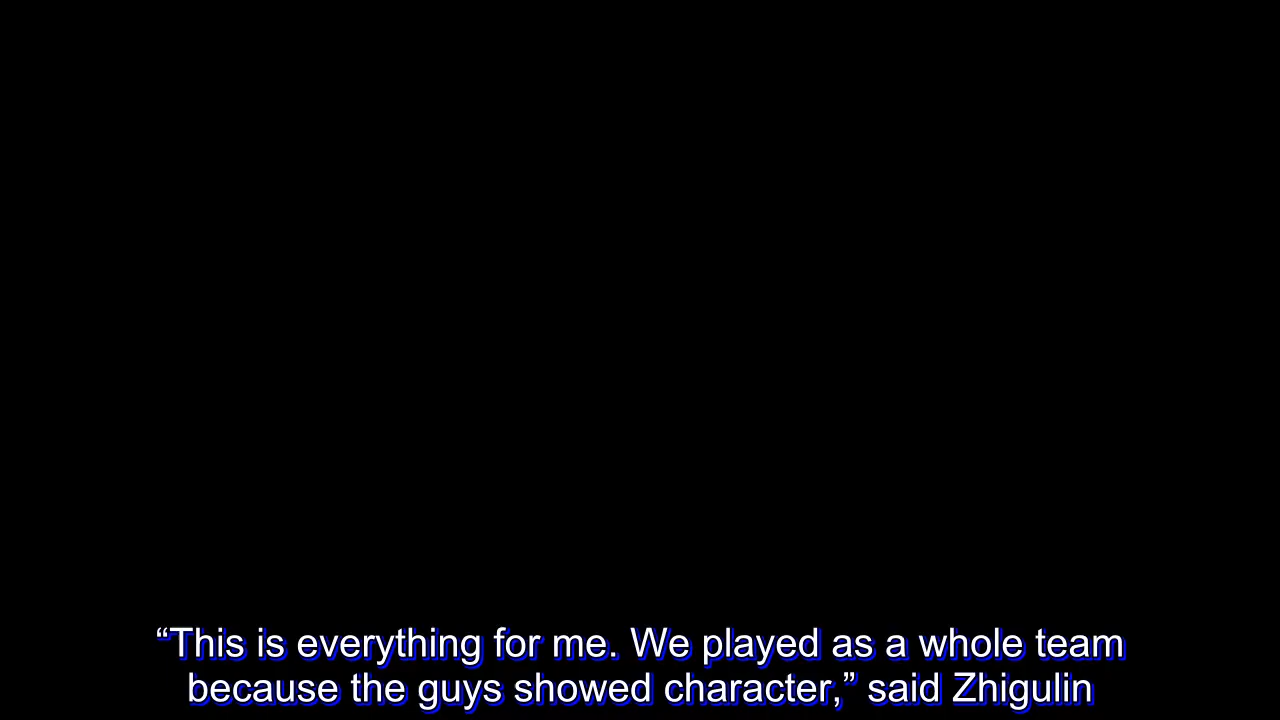 “This is everything for me. We played as a whole team
because the guys showed character,” said Zhigulin